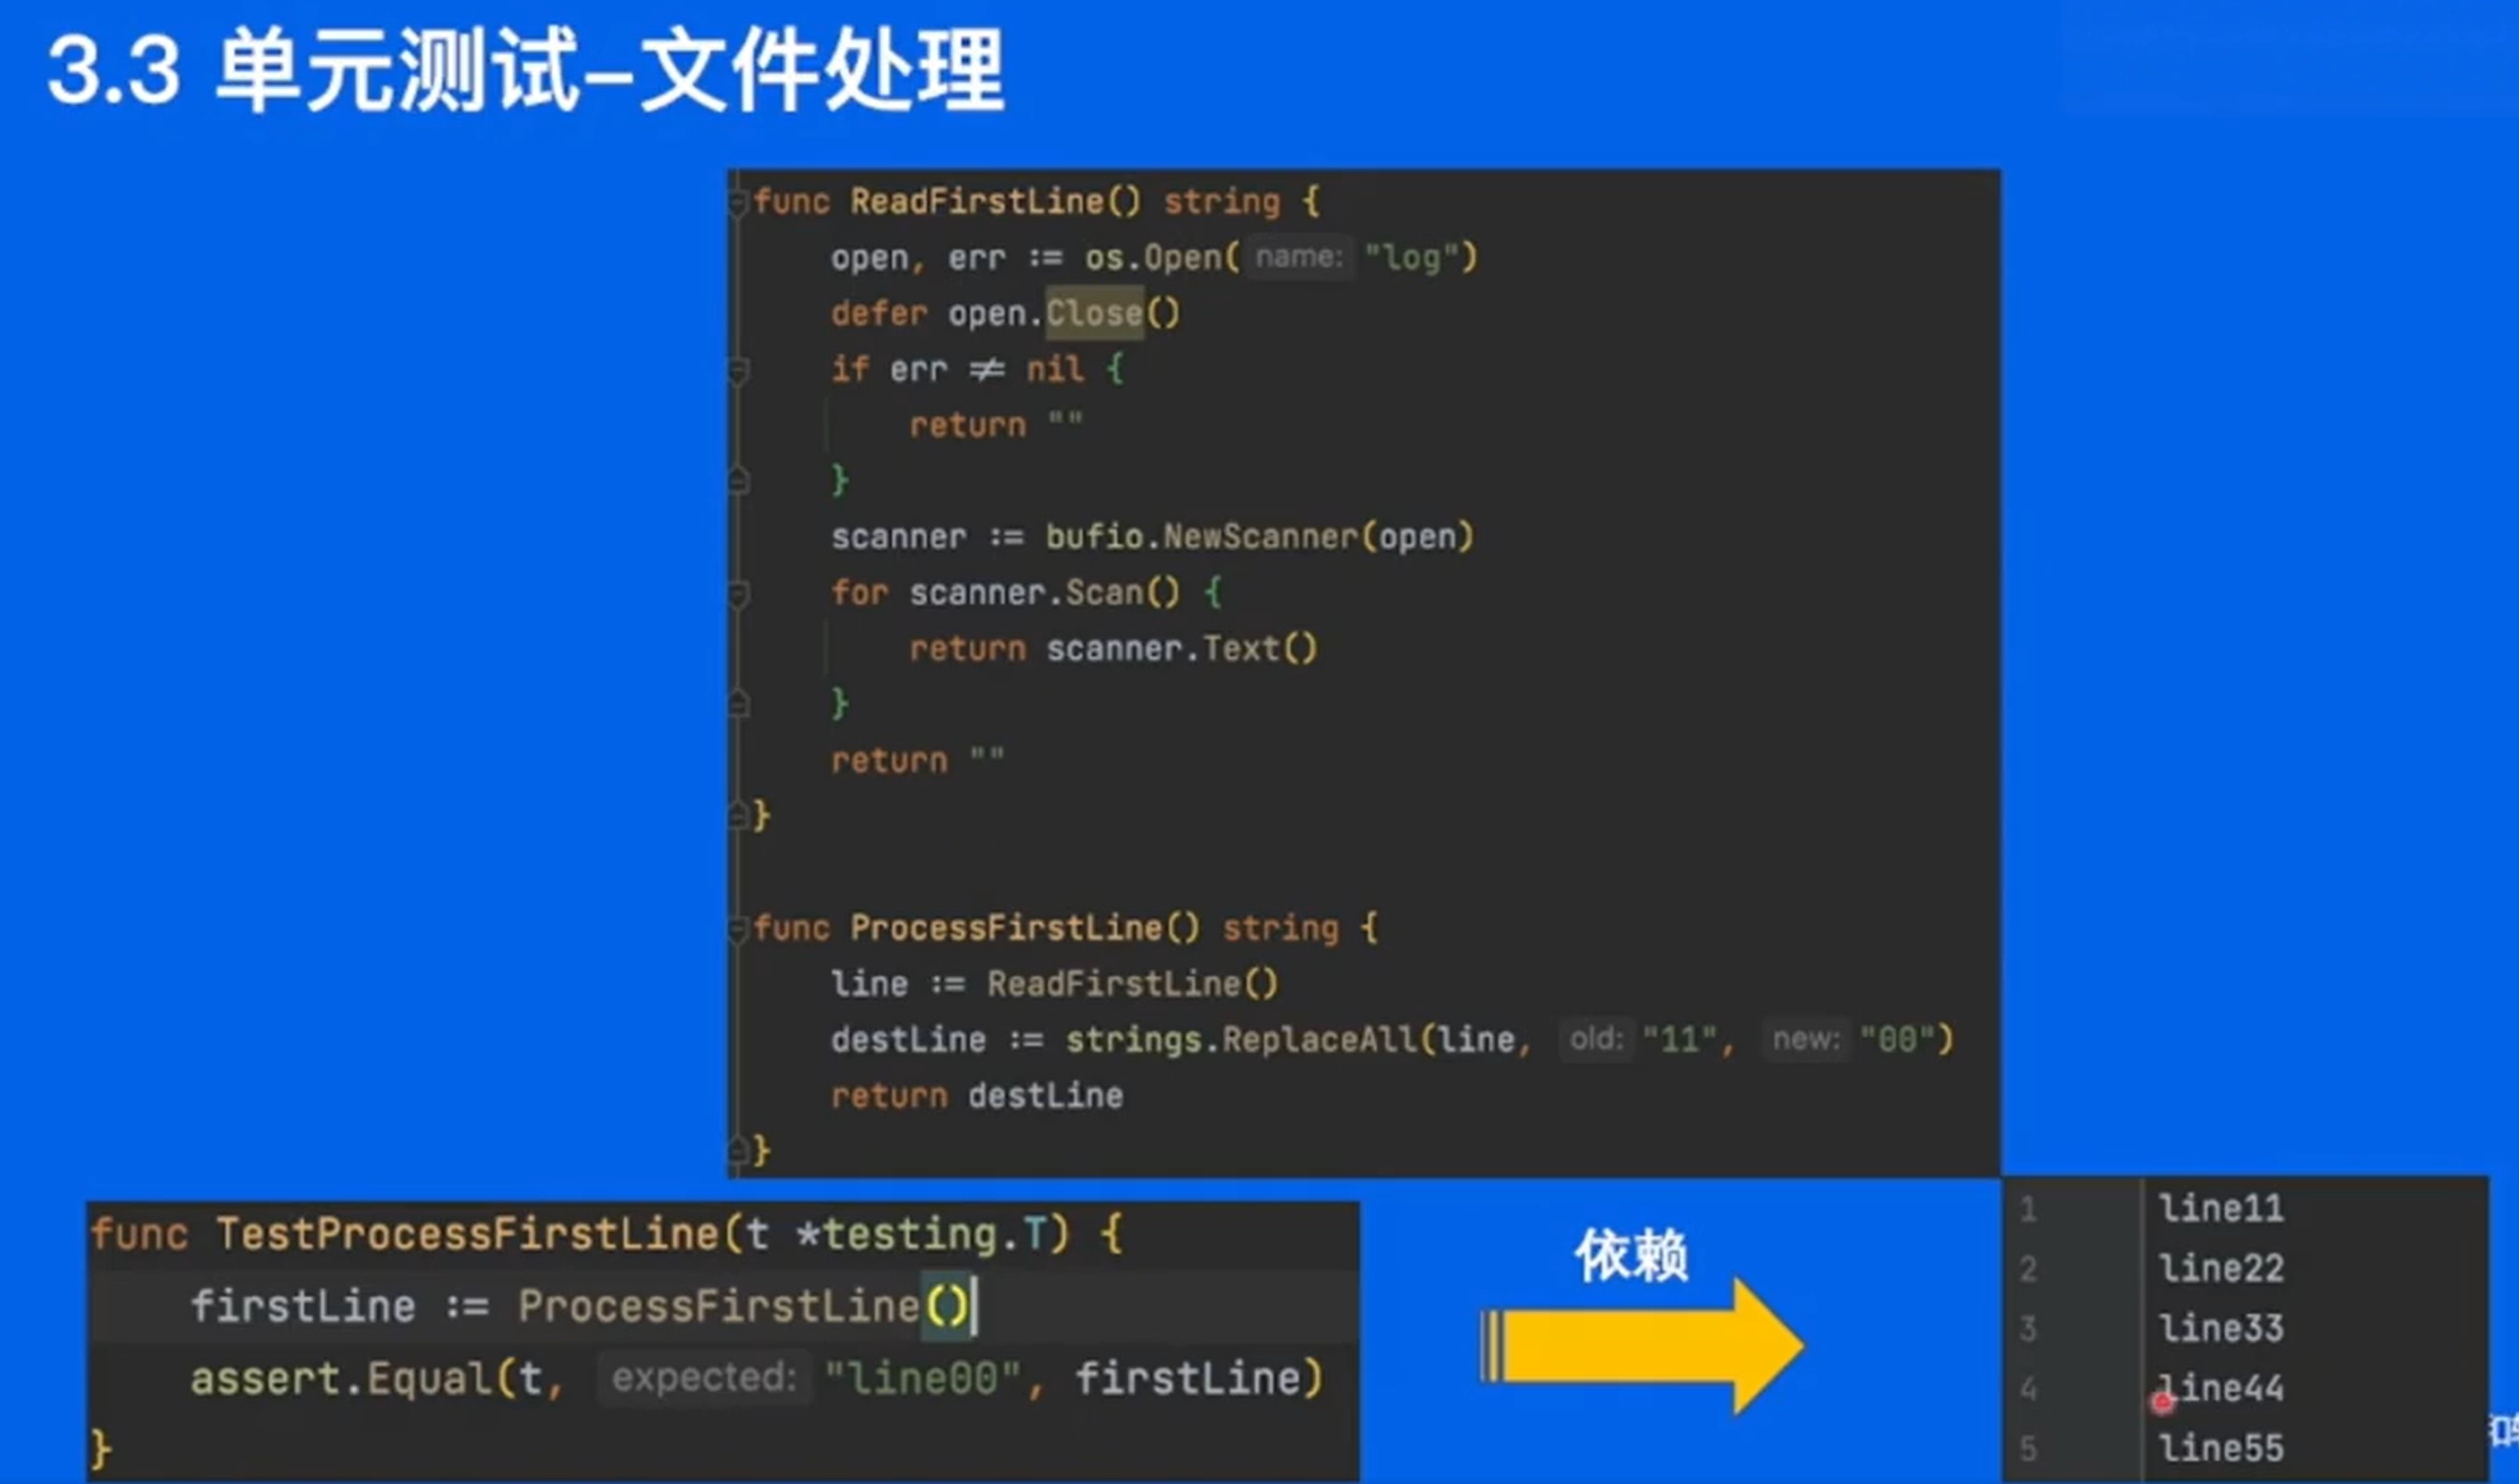 3.3 单元测试–文件处理
func ReadFirstLine() string {
open, err := os.Open( name: "log")
defer open.Close()
if err ≠ nil {
return ""
}
scanner := bufio.NewScanner(open)
for scanner.Scan() {
return scanner.Text()
}
return ""
}
func ProcessFirstLine() string {
line := ReadFirstLine()
destLine := strings.ReplaceAll(line, old: "11", new: "00")
return destLine
}
func TestProcessFirstLine(t *testing.T) {
firstLine := ProcessFirstLine()
assert.Equal(t, expected: "line00", firstLine)
}
依赖
1 line11
2 line22
3 line33
4 line44
5 line55